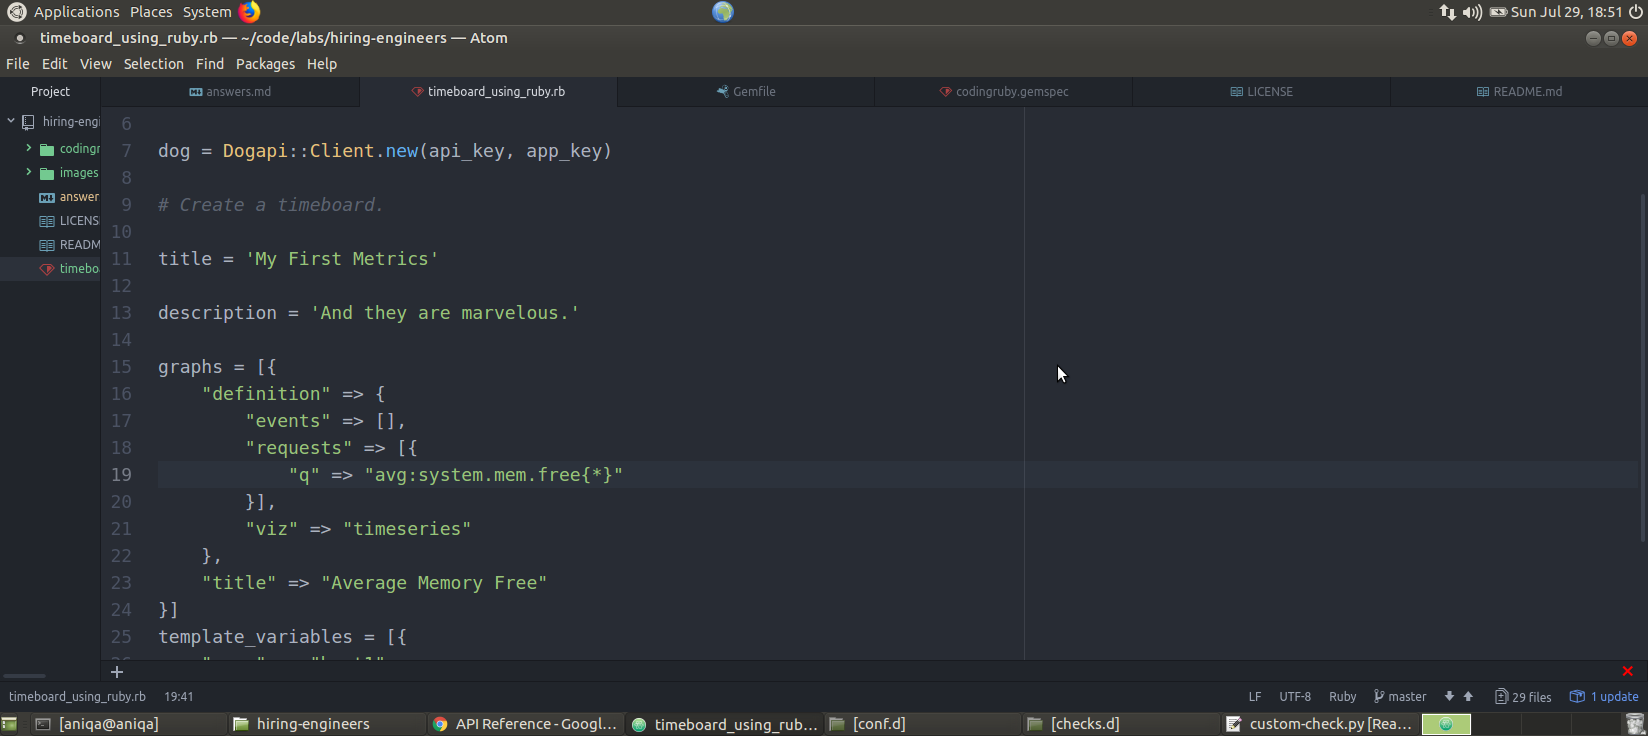 Applications Places System
Sun Jul 29, 18:51
timeboard_using_ruby.rb — ~/code/labs/hiring-engineers — Atom
File Edit View Selection Find Packages Help
Project
answers.md
timeboard_using_ruby.rb
Gemfile
codingruby.gemspec
LICENSE
README.md
hiring-engi
codingr
images
answer
LICENS
READM
timebo
6
7 dog = Dogapi::Client.new(api_key, app_key)
8
9 # Create a timeboard.
10
11 title = 'My First Metrics'
12
13 description = 'And they are marvelous.'
14
15 graphs = [{
16 "definition" => {
17 "events" => [],
18 "requests" => [{
19 "q" => "avg:system.mem.free{*}"
20 }],
21 "viz" => "timeseries"
22 },
23 "title" => "Average Memory Free"
24 }]
25 template_variables = [{
timeboard_using_ruby.rb 19:41
LF UTF-8 Ruby master 29 files 1 update
[aniqa@aniqa]
hiring-engineers
API Reference - Googl...
timeboard_using_rub...
[conf.d]
[checks.d]
custom-check.py [Rea...